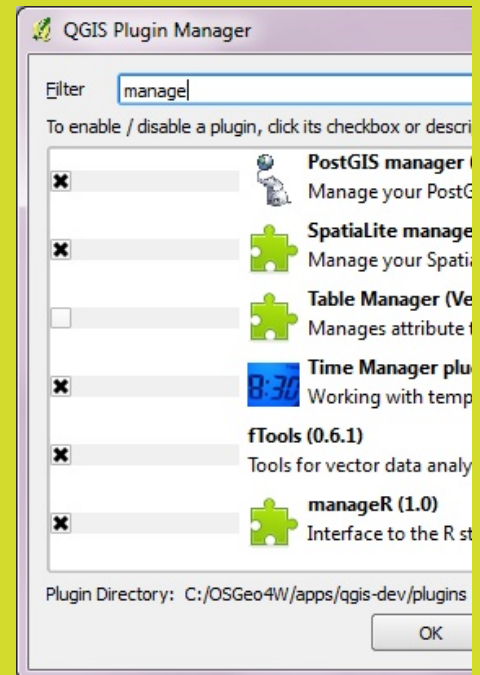 QGIS Plugin Manager
Filter manage
To enable / disable a plugin, click its checkbox or descri
PostGIS manager (
Manage your PostG
SpatiaLite manage
Manage your Spatia
Table Manager (Ve
Manages attribute t
8:30
Time Manager plu
Working with temp
fTools (0.6.1)
Tools for vector data analy
manageR (1.0)
Interface to the R st
Plugin Directory: C:/OSGeo4W/apps/qgis-dev/plugins
OK